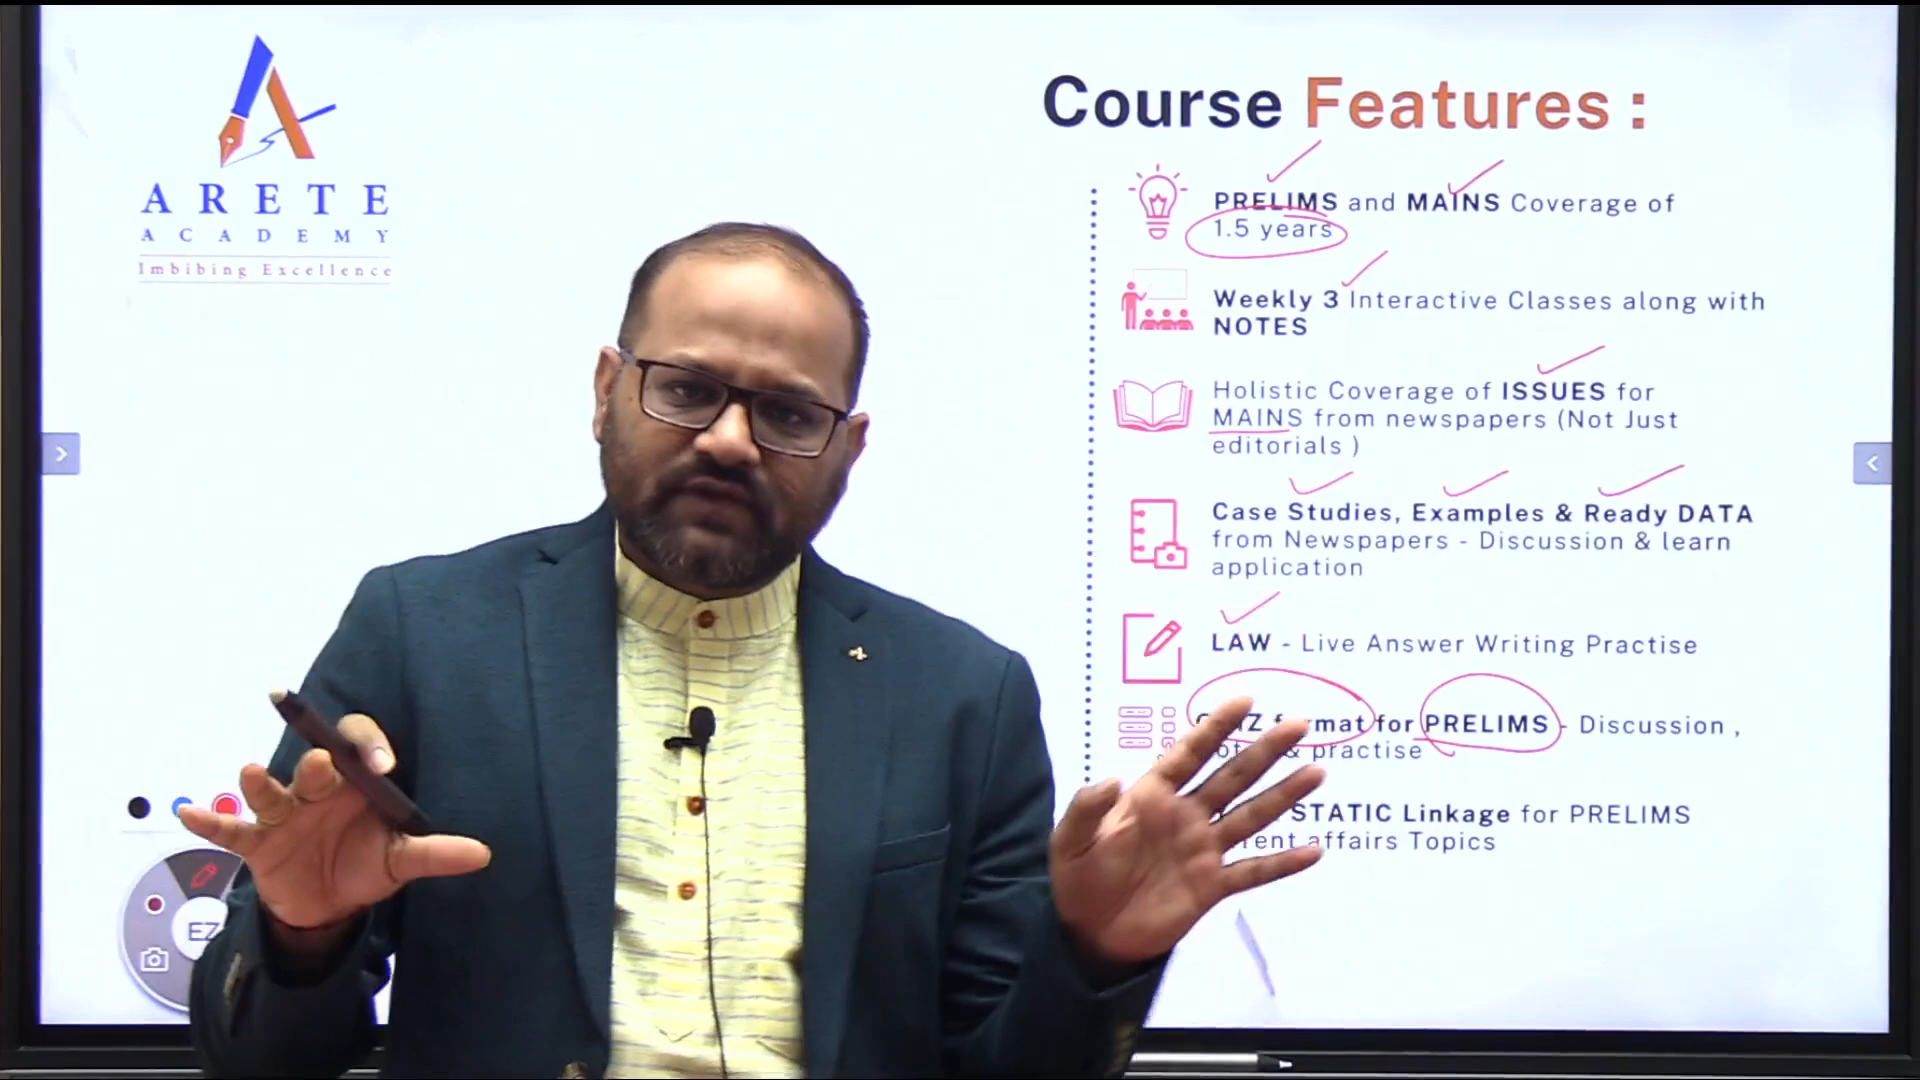 ARETE
ACADEMY
Imbibing Excellence
Course Features :
PRELIMS and MAINS Coverage of
1.5 years
Weekly 3 Interactive Classes along with
NOTES
Holistic Coverage of ISSUES for
MAINS from newspapers (Not Just
editorials )
Case Studies, Examples & Ready DATA
from Newspapers - Discussion & learn
application
LAW - Live Answer Writing Practise
for PRELIMS - Discussion ,
& practise
STATIC Linkage for PRELIMS
affairs Topics
EZ